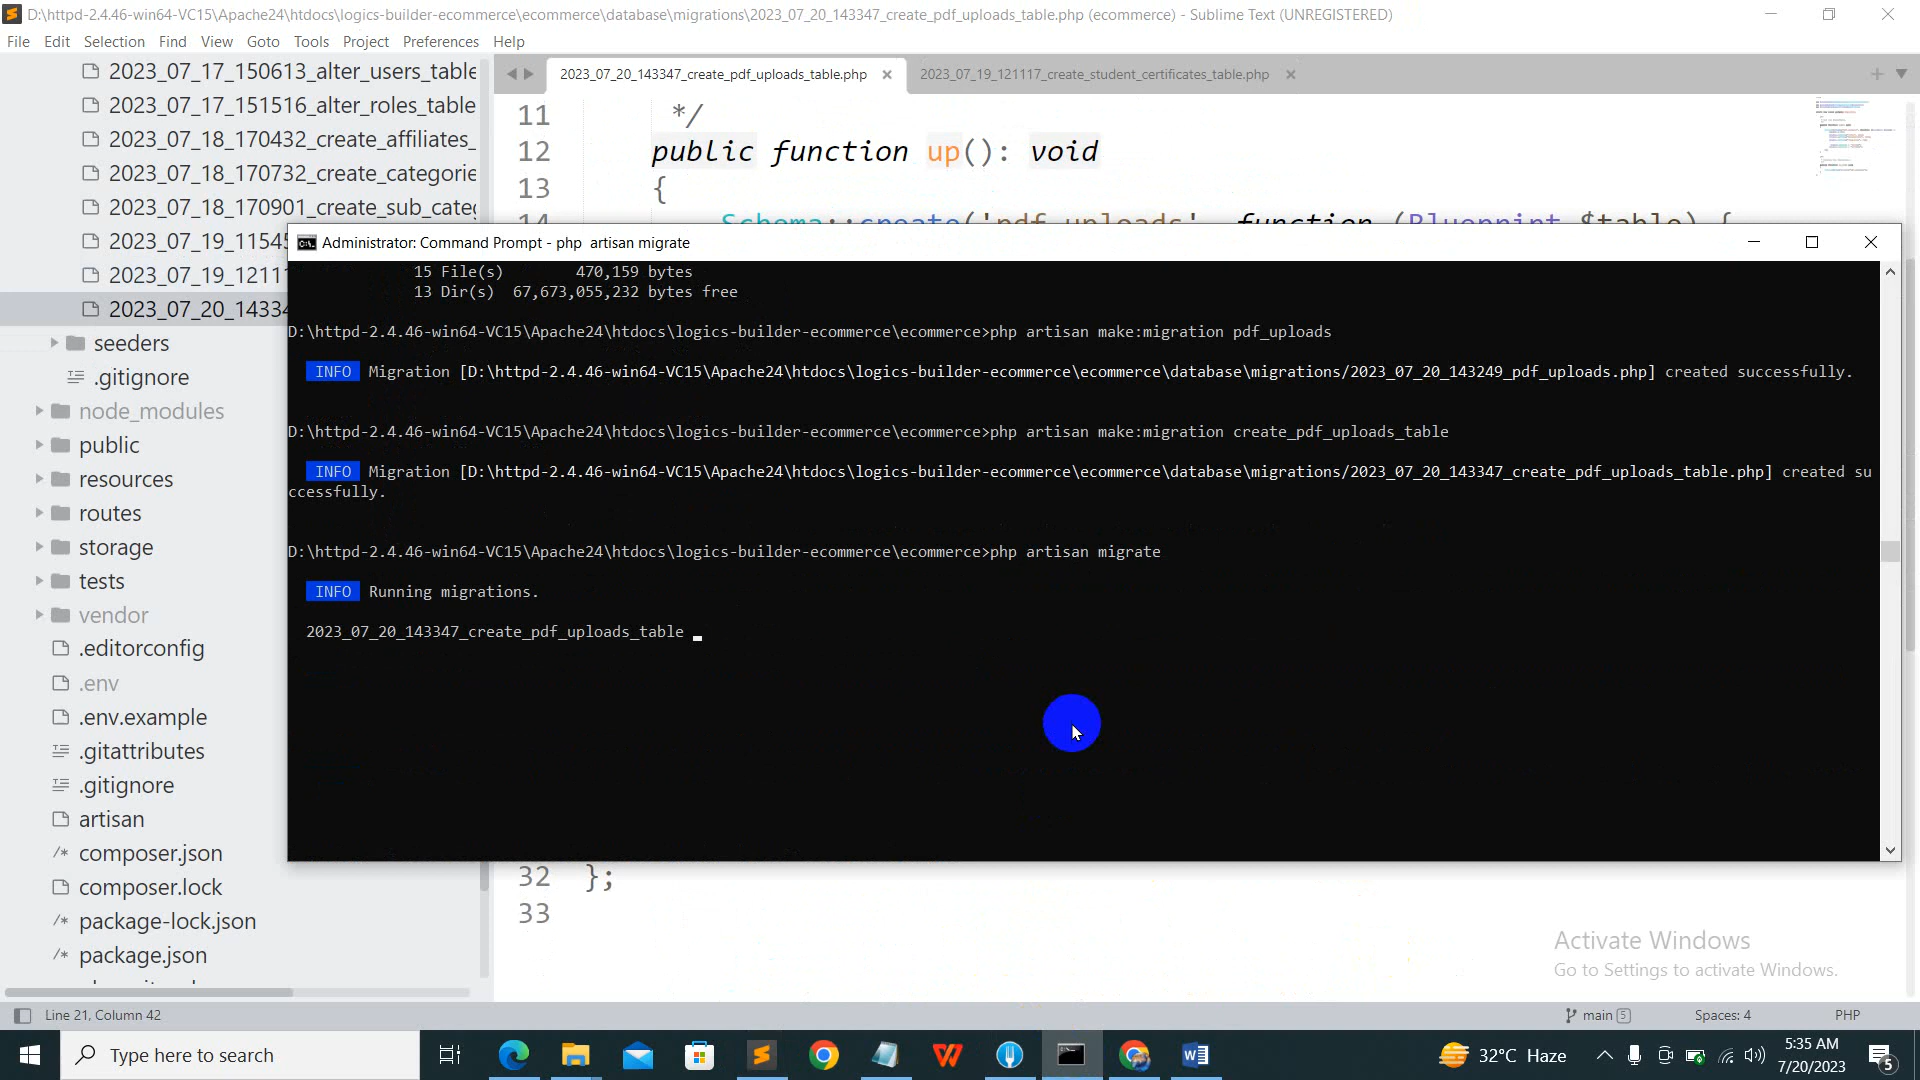 D:\httpd-2.4.46-win64-VC15\Apache24\htdocs\logics-builder-ecommerce\ecommerce\database\migrations\2023_07_20_143347_create_pdf_uploads_table.php (ecommerce) - Sublime Text (UNREGISTERED)
File Edit Selection Find View Goto Tools Project Preferences Help
2023_07_17_150613_alter_users_table
2023_07_17_151516_alter_roles_table
2023_07_18_170432_create_affiliates_
2023_07_18_170732_create_categorie
2023_07_18_170901_create_sub_cate
2023_07_19_1154
2023_07_19_1211
2023_07_20_1433
seeders
.gitignore
node_modules
public
resources
routes
storage
tests
vendor
.editorconfig
.env
.env.example
.gitattributes
.gitignore
artisan
composer.json
composer.lock
package-lock.json
package.json
2023_07_20_143347_create_pdf_uploads_table.php
2023_07_19_121117_create_student_certificates_table.php
11 */
12 public function up(): void
13 {
14 Schema::create('pdf_uploads', function (Blueprint $table) {
Administrator: Command Prompt - php artisan migrate
15 File(s) 470,159 bytes
13 Dir(s) 67,673,055,232 bytes free
D:\httpd-2.4.46-win64-VC15\Apache24\htdocs\logics-builder-ecommerce\ecommerce>php artisan make:migration pdf_uploads
INFO Migration [D:\httpd-2.4.46-win64-VC15\Apache24\htdocs\logics-builder-ecommerce\ecommerce\database\migrations/2023_07_20_143249_pdf_uploads.php] created successfully.
D:\httpd-2.4.46-win64-VC15\Apache24\htdocs\logics-builder-ecommerce\ecommerce>php artisan make:migration create_pdf_uploads_table
INFO Migration [D:\httpd-2.4.46-win64-VC15\Apache24\htdocs\logics-builder-ecommerce\ecommerce\database\migrations/2023_07_20_143347_create_pdf_uploads_table.php] created su
ccessfully.
D:\httpd-2.4.46-win64-VC15\Apache24\htdocs\logics-builder-ecommerce\ecommerce>php artisan migrate
INFO Running migrations.
2023_07_20_143347_create_pdf_uploads_table
32 };
33
Activate Windows
Go to Settings to activate Windows.
Line 21, Column 42
main 5
Spaces: 4
PHP
Type here to search
32°C Haze
5:35 AM
7/20/2023
5